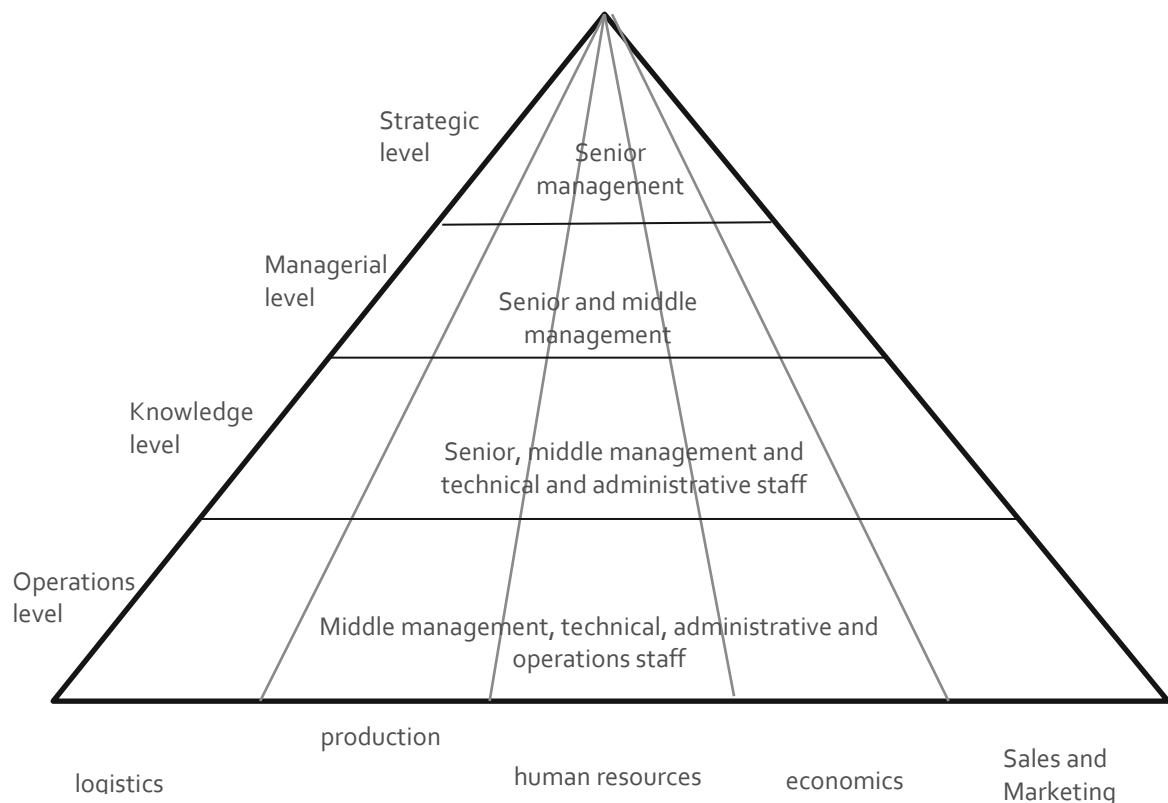 Strategic
level
Senior
management
Managerial
level
Senior and middle
management
Knowledge
level
Senior, middle management and
technical and administrative staff
Operations
level
Middle management, technical, administrative and
operations staff
production
logistics
human resources
economics
Sales and
Marketing